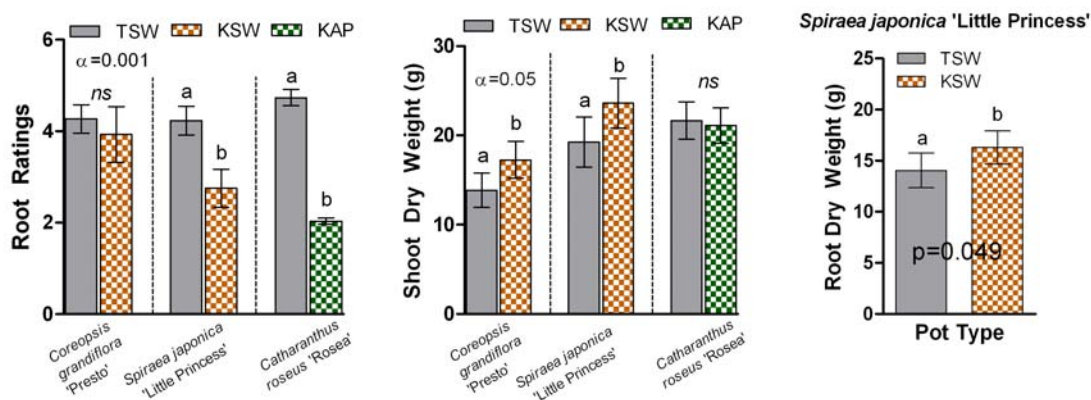 TSW KSW KAP
α=0.001
ns
a
b
a
b
Root Ratings
6
4
2
0
Coreopsis grandiflora 'Presto'
Spiraea japonica 'Little Princess'
Catharanthus roseus 'Rosea'
TSW KSW KAP
α=0.05
a
b
a
b
ns
Shoot Dry Weight (g)
30
20
10
0
Coreopsis grandiflora 'Presto'
Spiraea japonica 'Little Princess'
Catharanthus roseus 'Rosea'
Spiraea japonica 'Little Princess'
TSW
KSW
a
b
p=0.049
Root Dry Weight (g)
25
20
15
10
5
0
Pot Type